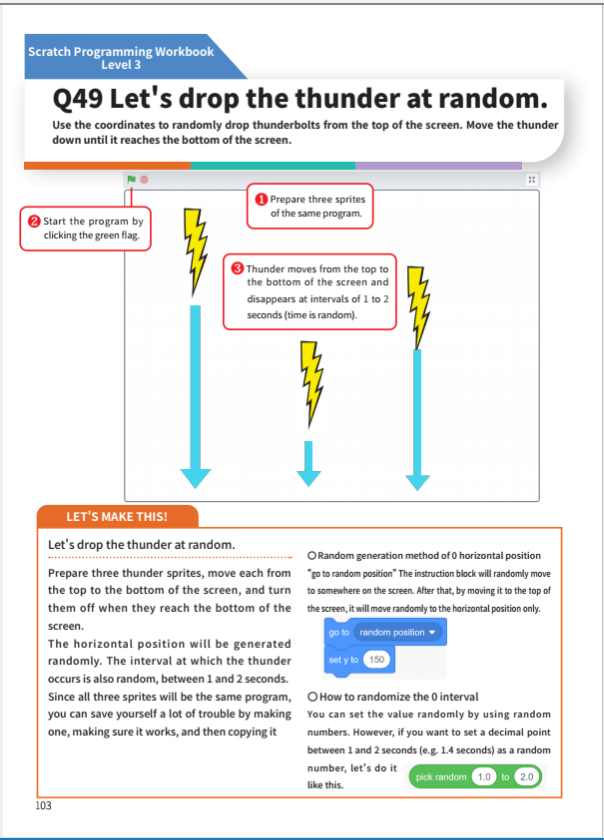 Scratch Programming Workbook
Level 3
Q49 Let's drop the thunder at random.
Use the coordinates to randomly drop thunderbolts from the top of the screen. Move the thunder
down until it reaches the bottom of the screen.
1 Prepare three sprites
of the same program.
2 Start the program by
clicking the green flag.
3 Thunder moves from the top to
the bottom of the screen and
disappears at intervals of 1 to 2
seconds (time is random).
LET'S MAKE THIS!
Let's drop the thunder at random.
Prepare three thunder sprites, move each from
the top to the bottom of the screen, and turn
them off when they reach the bottom of the
screen.
The horizontal position will be generated
randomly. The interval at which the thunder
occurs is also random, between 1 and 2 seconds.
Since all three sprites will be the same program,
you can save yourself a lot of trouble by making
one, making sure it works, and then copying it
○Random generation method of 0 horizontal position
"go to random position" The instruction block will randomly move
to somewhere on the screen. After that, by moving it to the top of
the screen, it will move randomly to the horizontal position only.
go to random position
set y to 150
○How to randomize the 0 interval
You can set the value randomly by using random
numbers. However, if you want to set a decimal point
between 1 and 2 seconds (e.g. 1.4 seconds) as a random
number, let's do it
like this.
pick random 1.0 to 2.0
103